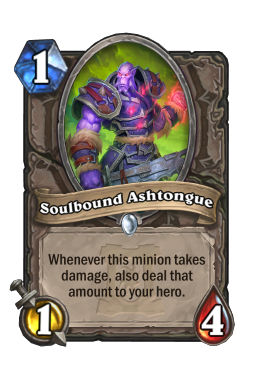 1
Soulbound Ashtongue
Whenever this minion takes
damage, also deal that
amount to your hero.
1
4